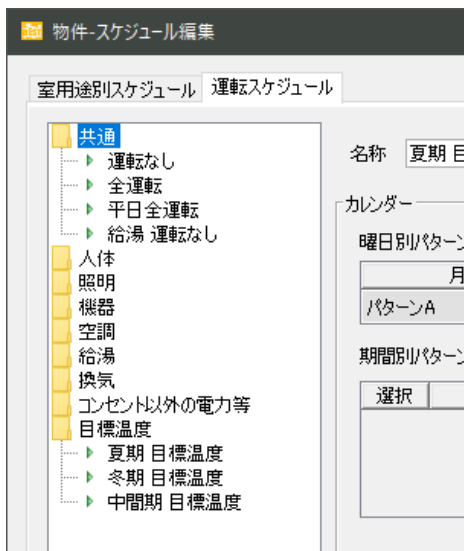 物件-スケジュール編集
室用途別スケジュール 運転スケジュール
共通
運転なし
全運転
平日全運転
給湯 運転なし
人体
照明
機器
空調
給湯
換気
コンセント以外の電力等
目標温度
夏期 目標温度
冬期 目標温度
中間期 目標温度
名称 夏期 目
カレンダー
曜日別パターン
月
パターンA
期間別パターン
選択